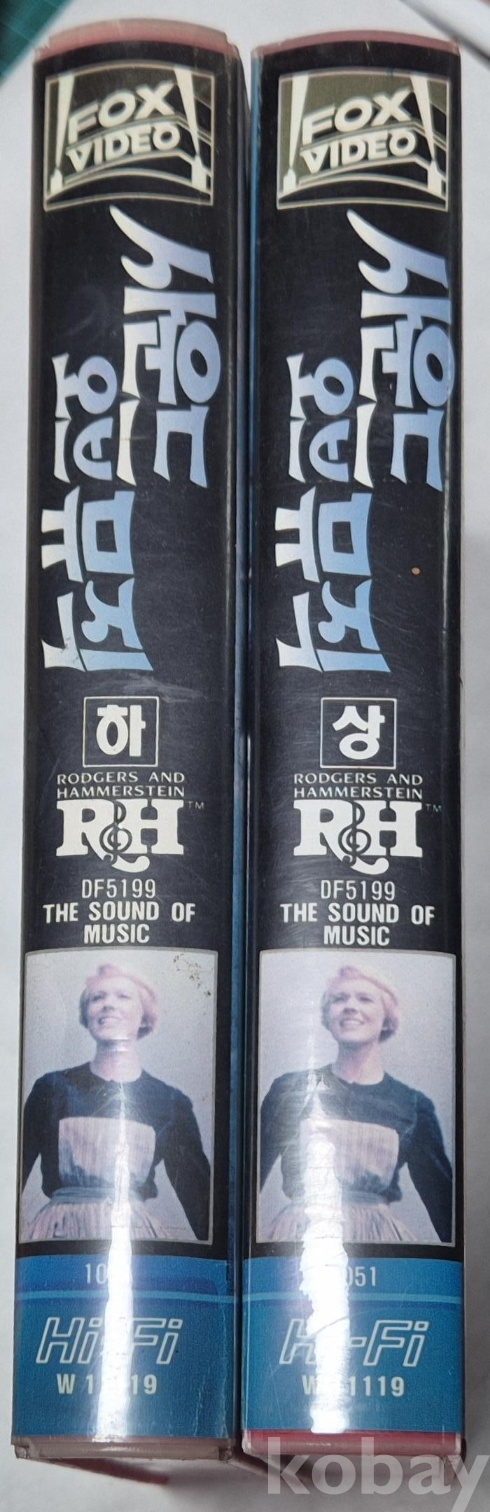 FOX
VIDEO
사운드 오브 뮤직
하
RODGERS AND
HAMMERSTEIN
R&H™
DF5199
THE SOUND OF
MUSIC
Hi-Fi
FOX
VIDEO
사운드 오브 뮤직
상
RODGERS AND
HAMMERSTEIN
R&H™
DF5199
THE SOUND OF
MUSIC
Hi-Fi
kobay